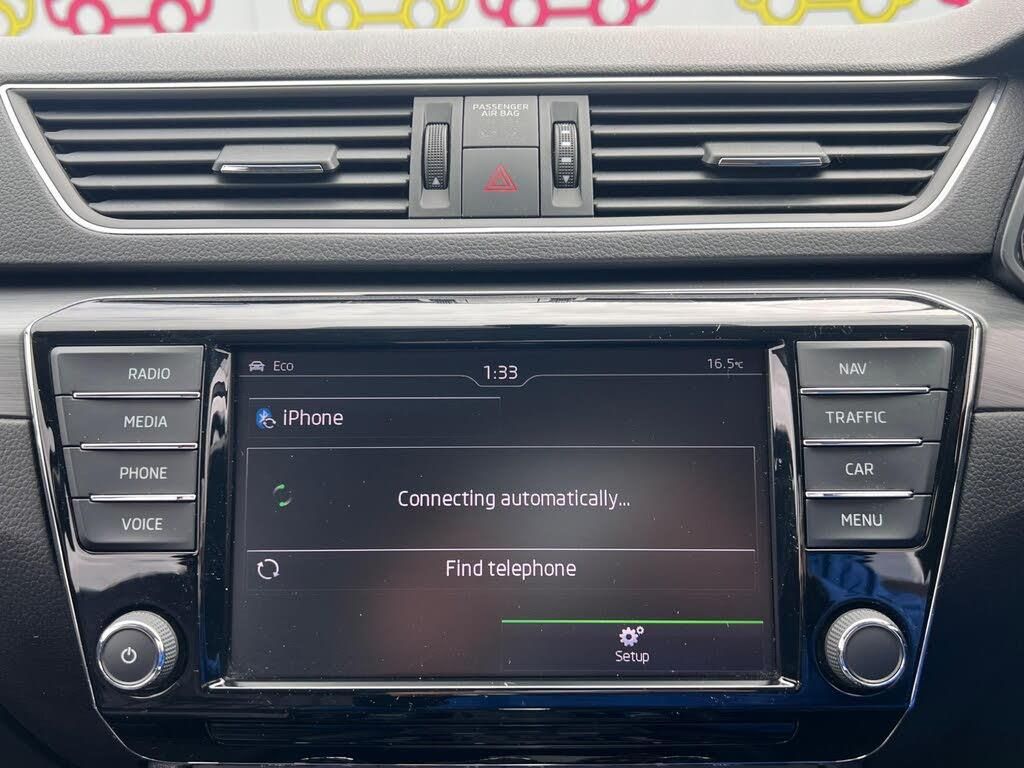 PASSENGER
AIR BAG
RADIO
MEDIA
PHONE
VOICE
Eco
1:33
16.5°C
iPhone
Connecting automatically...
Find telephone
Setup
NAV
TRAFFIC
CAR
MENU